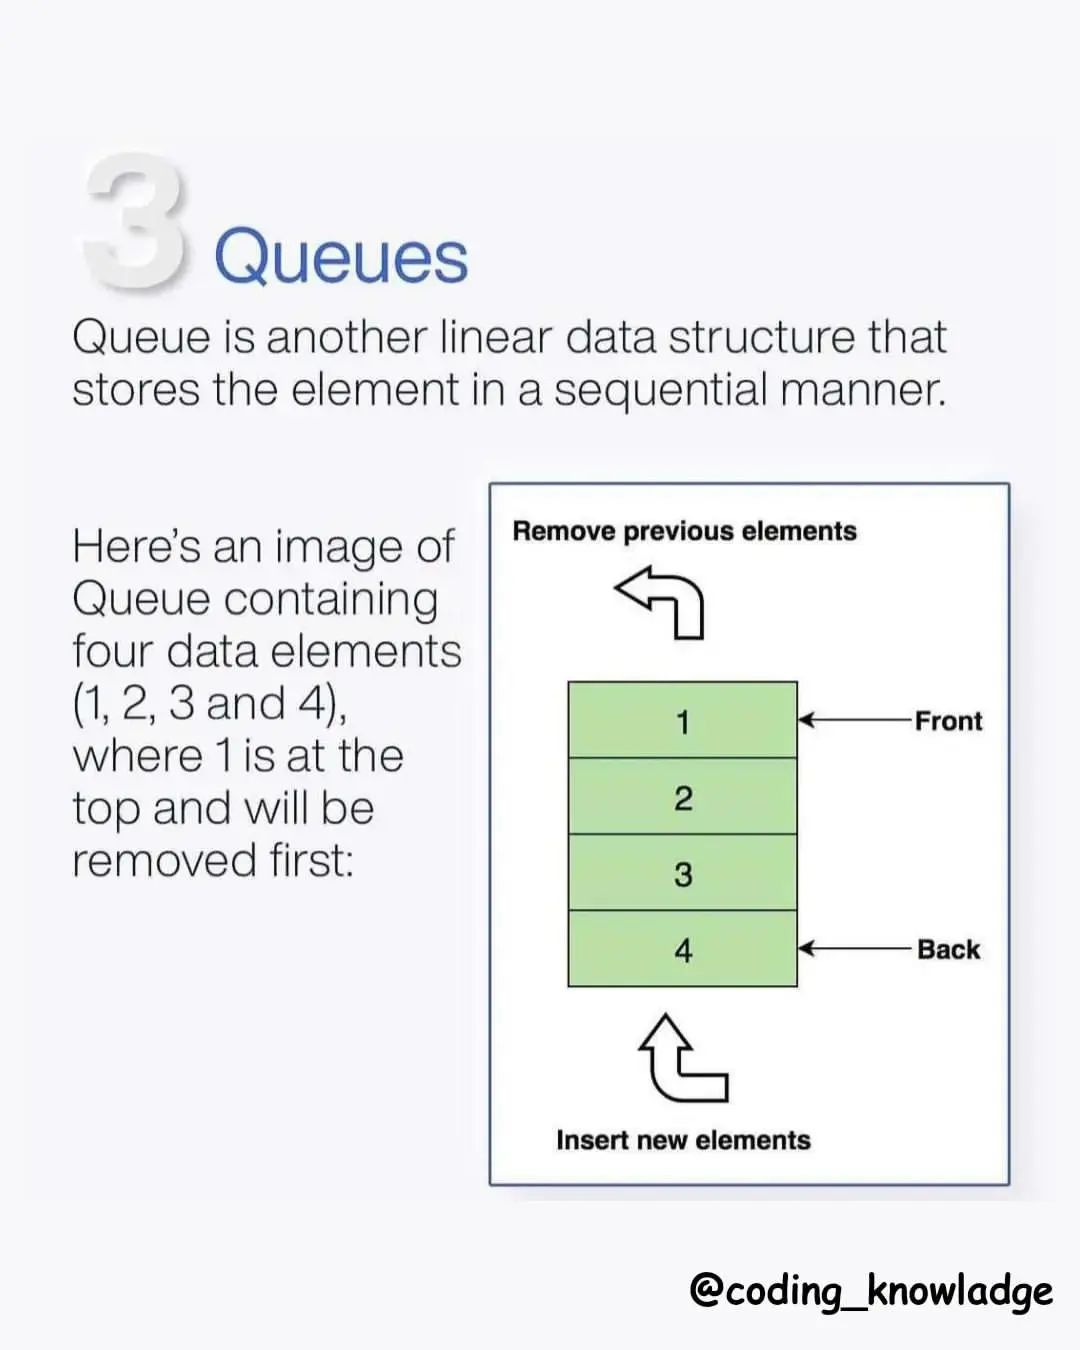 3
Queues
Queue is another linear data structure that
stores the element in a sequential manner.
Here’s an image of
Queue containing
four data elements
(1, 2, 3 and 4),
where 1 is at the
top and will be
removed first:
Remove previous elements
1
Front
2
3
4
Back
Insert new elements
@coding_knowladge